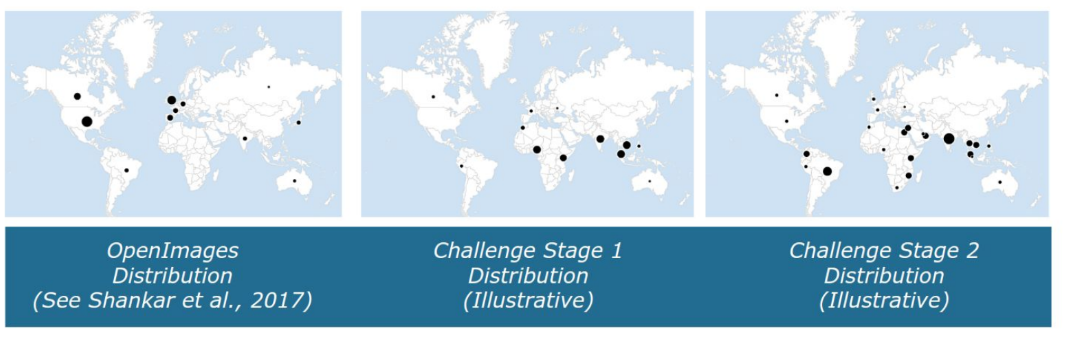 OpenImages
Distribution
(See Shankar et al., 2017)
Challenge Stage 1
Distribution
(Illustrative)
Challenge Stage 2
Distribution
(Illustrative)